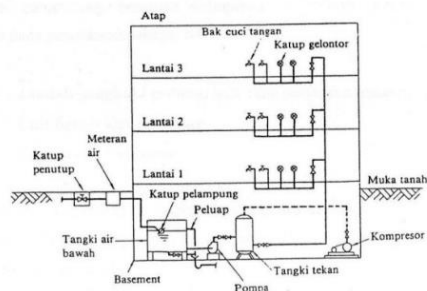 Atap
Bak cuci tangan
Katup gelontor
Lantai 3
Lantai 2
Meteran
air
Katup
penutup
Lantai 1
Muka tanah
Katup pelampung
Peluap
Tangki air
bawah
Kompresor
Basement
Pompa
Tangki tekan